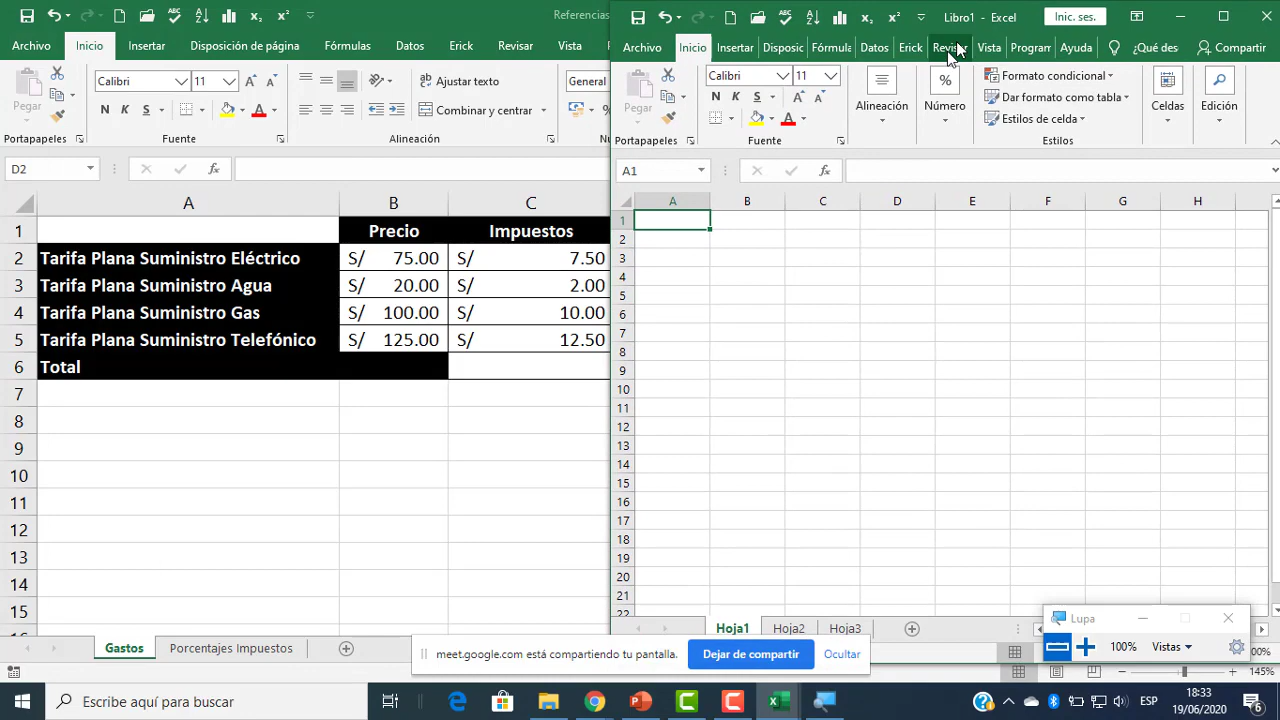 Referencias
Archivo Inicio Insertar Disposición de página Fórmulas Datos Erick Revisar Vista
Calibri 11 Ajustar texto General
Pegar N K S Combinar y centrar
Portapapeles Fuente Alineación
D2
A B C
1 Precio Impuestos
2 Tarifa Plana Suministro Eléctrico S/ 75.00 S/ 7.50
3 Tarifa Plana Suministro Agua S/ 20.00 S/ 2.00
4 Tarifa Plana Suministro Gas S/ 100.00 S/ 10.00
5 Tarifa Plana Suministro Telefónico S/ 125.00 S/ 12.50
6 Total
7
8
9
10
11
12
13
14
15
Gastos Porcentajes Impuestos
Libro1 - Excel Inic. ses.
Archivo Inicio Insertar Disposic Fórmula Datos Erick Revisar Vista Program Ayuda ¿Qué des Compartir
Calibri 11 Formato condicional
Pegar N K S Alineación Número Dar formato como tabla Celdas Edición
Estilos de celda
Portapapeles Fuente Estilos
A1
A B C D E F G H
1
2
3
4
5
6
7
8
9
10
11
12
13
14
15
16
17
18
19
20
21
22
Hoja1 Hoja2 Hoja3
Lupa
100% Vistas
meet.google.com está compartiendo tu pantalla. Dejar de compartir Ocultar
145%
Escribe aquí para buscar
ESP
18:33
19/06/2020
6